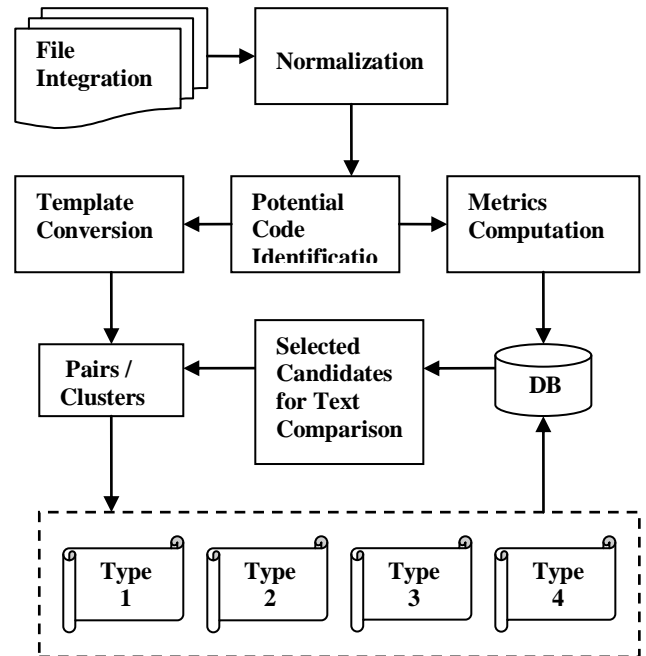 File
Integration
Normalization
Template
Conversion
Potential
Code
Identificatio
Metrics
Computation
Pairs /
Clusters
Selected
Candidates
for Text
Comparison
DB
Type
1
Type
2
Type
3
Type
4